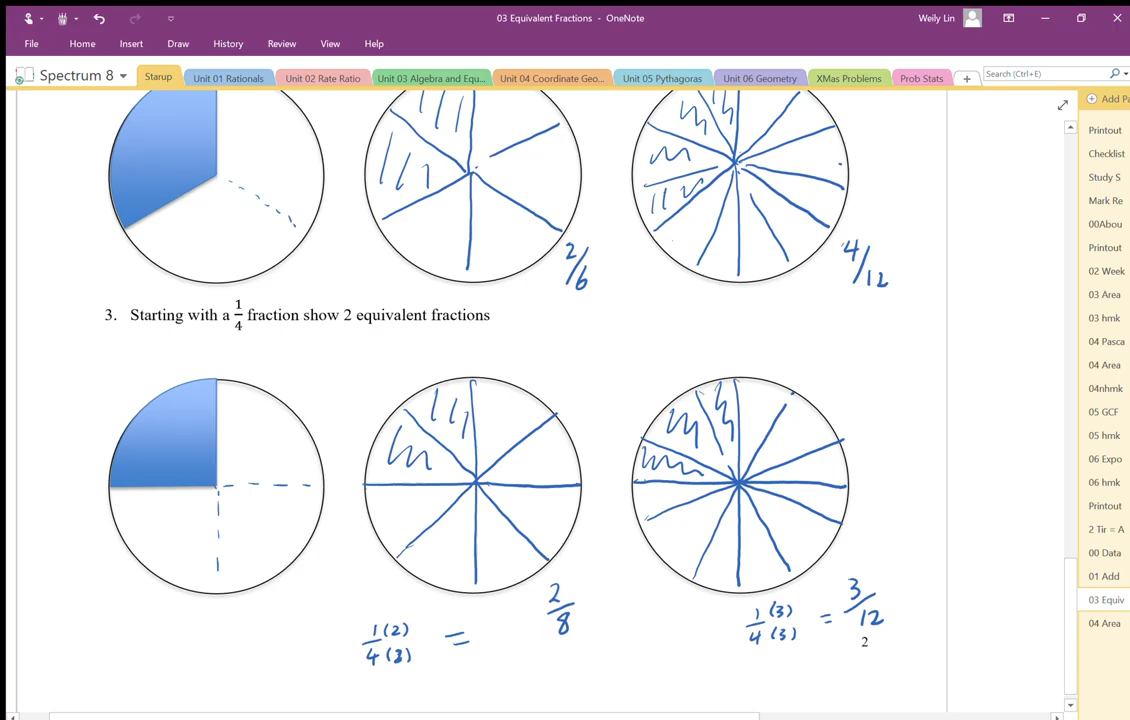 03 Equivalent Fractions - OneNote
Weily Lin
File Home Insert Draw History Review View Help
Spectrum 8
Starup
Unit 01 Rationals
Unit 02 Rate Ratio
Unit 03 Algebra and Equ...
Unit 04 Coordinate Geo...
Unit 05 Pythagoras
Unit 06 Geometry
XMas Problems
Prob Stats
Search (Ctrl+E)
Add Pa
Printout
Checklist
Study S
Mark Re
00Abou
Printout
02 Week
03 Area
03 hmk
04 Pasca
04 Area
04nhmk
05 GCF
05 hmk
06 Expo
06 hmk
Printout
2 Tir = A
00 Data
01 Add
03 Equiv
04 Area
2/6
4/12
3. Starting with a 1/4 fraction show 2 equivalent fractions
1(2)/4(2) = 2/8
1(3)/4(3) = 3/12
2